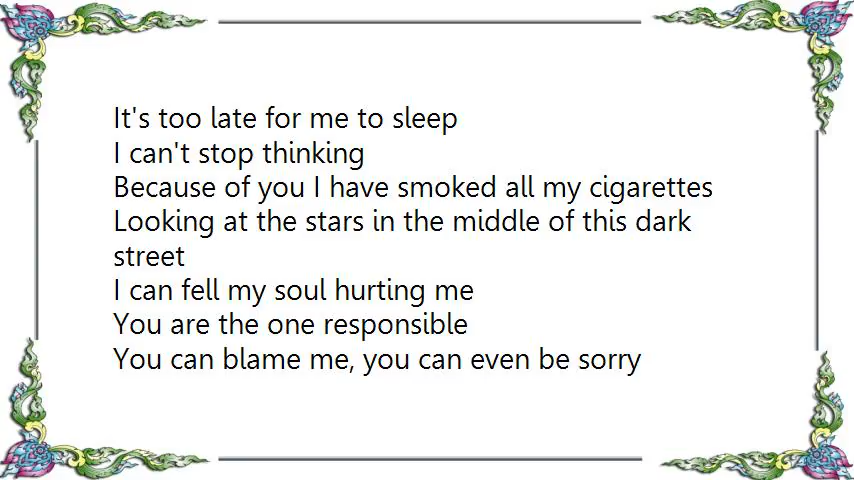 It's too late for me to sleep
I can't stop thinking
Because of you I have smoked all my cigarettes
Looking at the stars in the middle of this dark
street
I can fell my soul hurting me
You are the one responsible
You can blame me, you can even be sorry